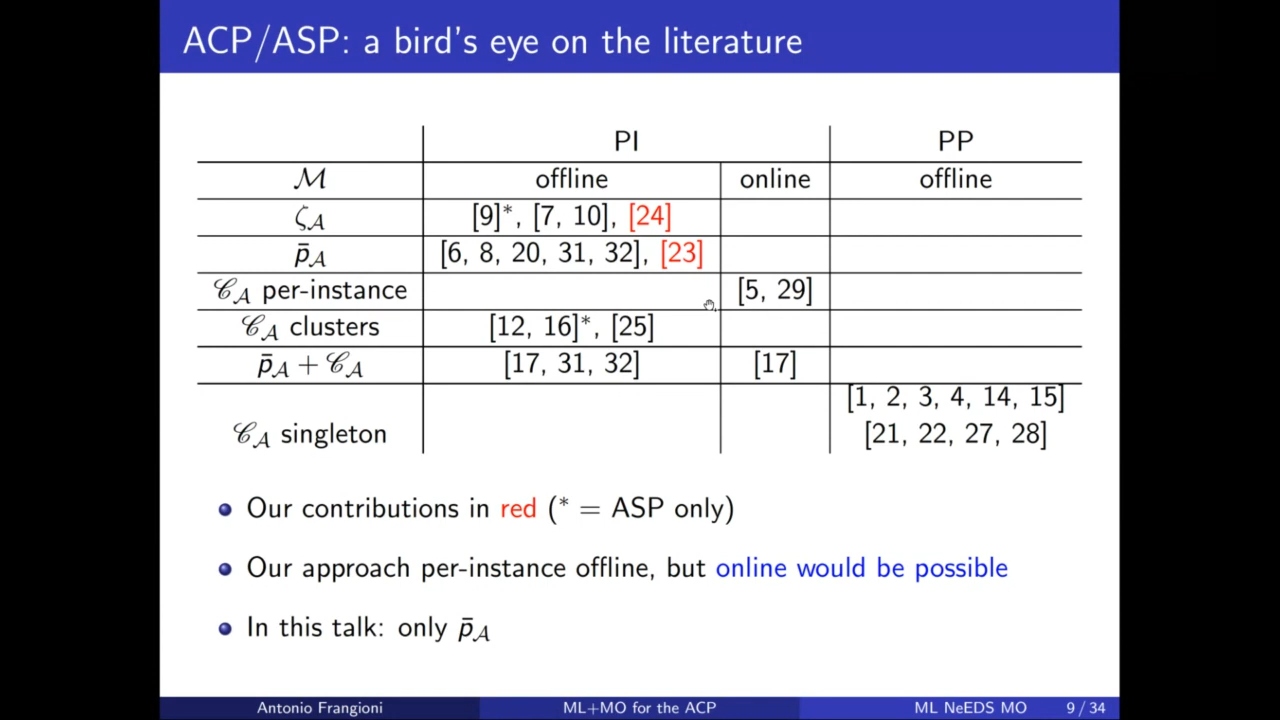 ACP/ASP: a bird's eye on the literature
PI PP
ℳ offline online offline
ζ𝒜 [9]*, [7, 10], [24]
p̄𝒜 [6, 8, 20, 31, 32], [23]
𝒞𝒜 per-instance [5, 29]
𝒞𝒜 clusters [12, 16]*, [25]
p̄𝒜 + 𝒞𝒜 [17, 31, 32] [17]
[1, 2, 3, 4, 14, 15]
𝒞𝒜 singleton [21, 22, 27, 28]
Our contributions in red (* = ASP only)
Our approach per-instance offline, but online would be possible
In this talk: only p̄𝒜
Antonio Frangioni ML+MO for the ACP ML NeEDS MO 9 / 34